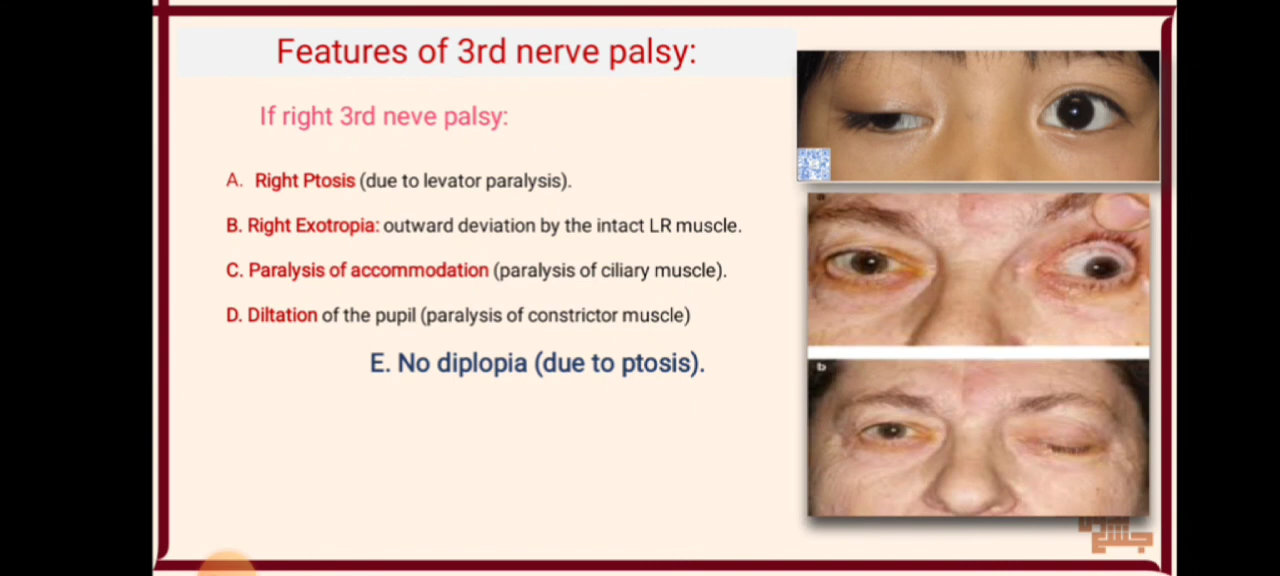 Features of 3rd nerve palsy:
If right 3rd neve palsy:
A. Right Ptosis (due to levator paralysis).
B. Right Exotropia: outward deviation by the intact LR muscle.
C. Paralysis of accommodation (paralysis of ciliary muscle).
D. Diltation of the pupil (paralysis of constrictor muscle)
E. No diplopia (due to ptosis).
a
b